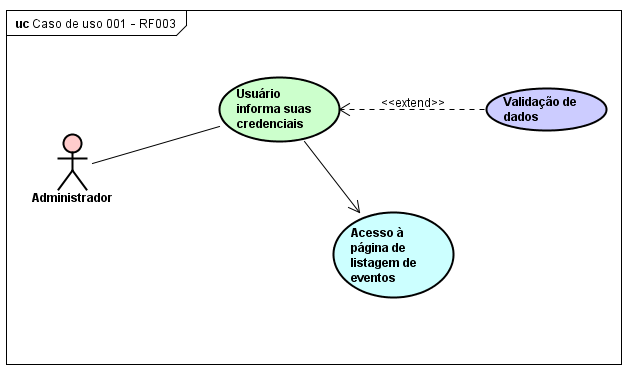 uc Caso de uso 001 - RF003
Usuário
informa suas
credenciais
<<extend>>
Validação de
dados
Administrador
Acesso à
página de
listagem de
eventos